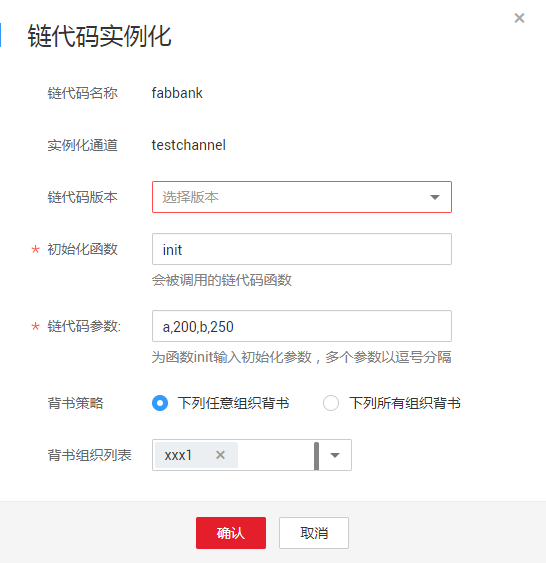 链代码实例化
链代码名称 fabbank
实例化通道 testchannel
链代码版本 选择版本
* 初始化函数 init
会被调用的链代码函数
* 链代码参数: a,200,b,250
为函数init输入初始化参数，多个参数以逗号分隔
背书策略 下列任意组织背书 下列所有组织背书
背书组织列表 xxx1 ×
确认 取消